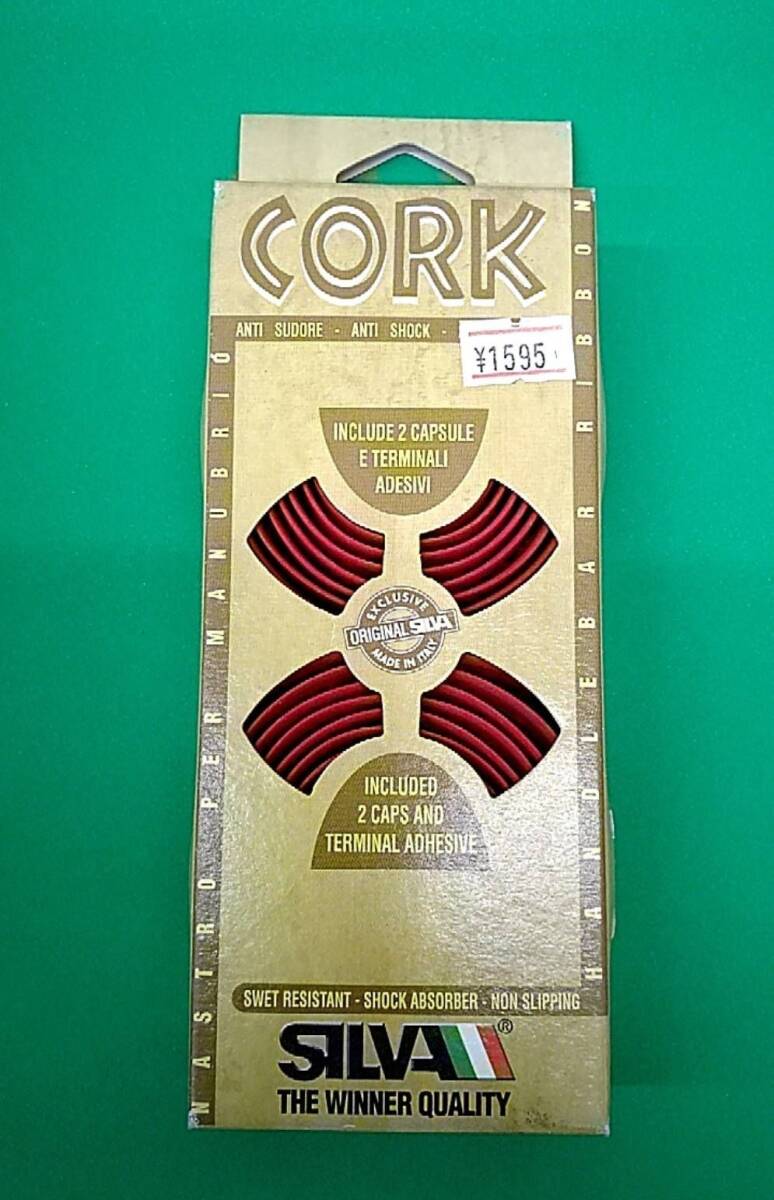 CORK
ANTI SUDORE - ANTI SHOCK -
¥1595
INCLUDE 2 CAPSULE
E TERMINALI
ADESIVI
NASTRO PER MANUBRIO
HANDLEBAR RIBBON
EXCLUSIVE
ORIGINAL SILVA
MADE IN ITALY
INCLUDED
2 CAPS AND
TERMINAL ADHESIVE
SWET RESISTANT - SHOCK ABSORBER - NON SLIPPING
SILVA®
THE WINNER QUALITY